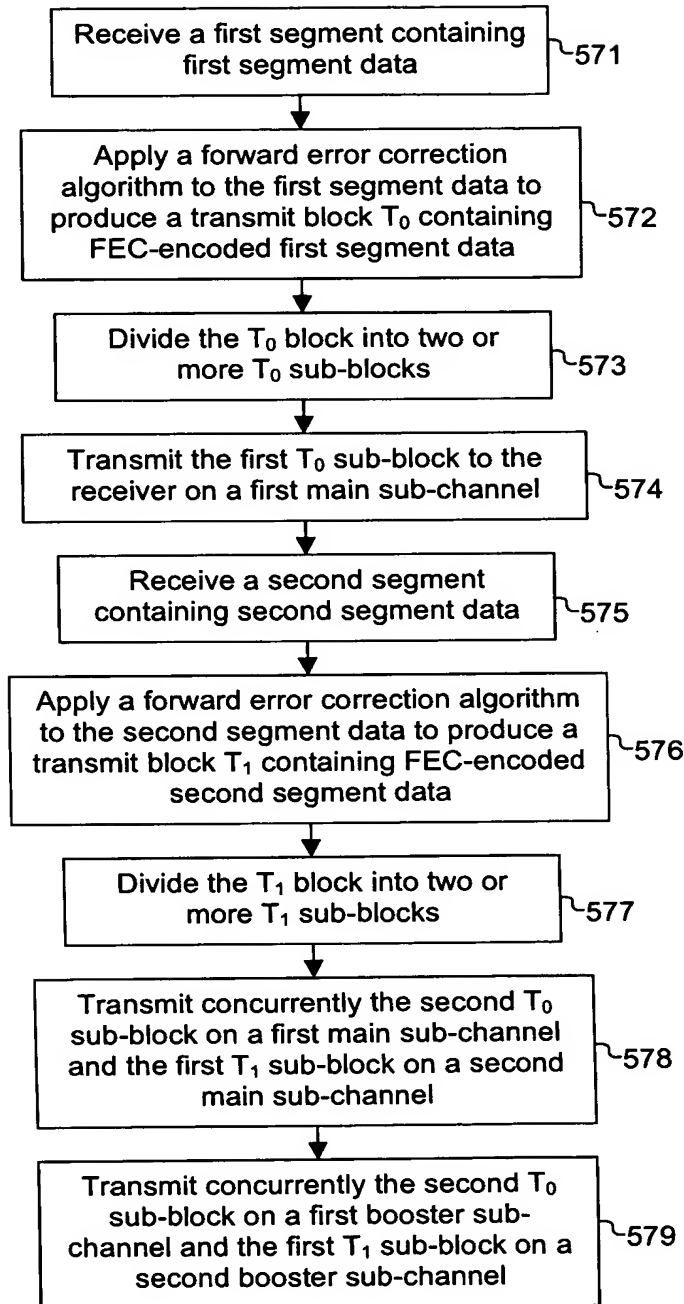 Receive a first segment containing
first segment data
571
Apply a forward error correction
algorithm to the first segment data to
produce a transmit block T₀ containing
FEC-encoded first segment data
572
Divide the T₀ block into two or
more T₀ sub-blocks
573
Transmit the first T₀ sub-block to the
receiver on a first main sub-channel
574
Receive a second segment
containing second segment data
575
Apply a forward error correction algorithm
to the second segment data to produce a
transmit block T₁ containing FEC-encoded
second segment data
576
Divide the T₁ block into two or
more T₁ sub-blocks
577
Transmit concurrently the second T₀
sub-block on a first main sub-channel
and the first T₁ sub-block on a second
main sub-channel
578
Transmit concurrently the second T₀
sub-block on a first booster sub-
channel and the first T₁ sub-block on a
second booster sub-channel
579